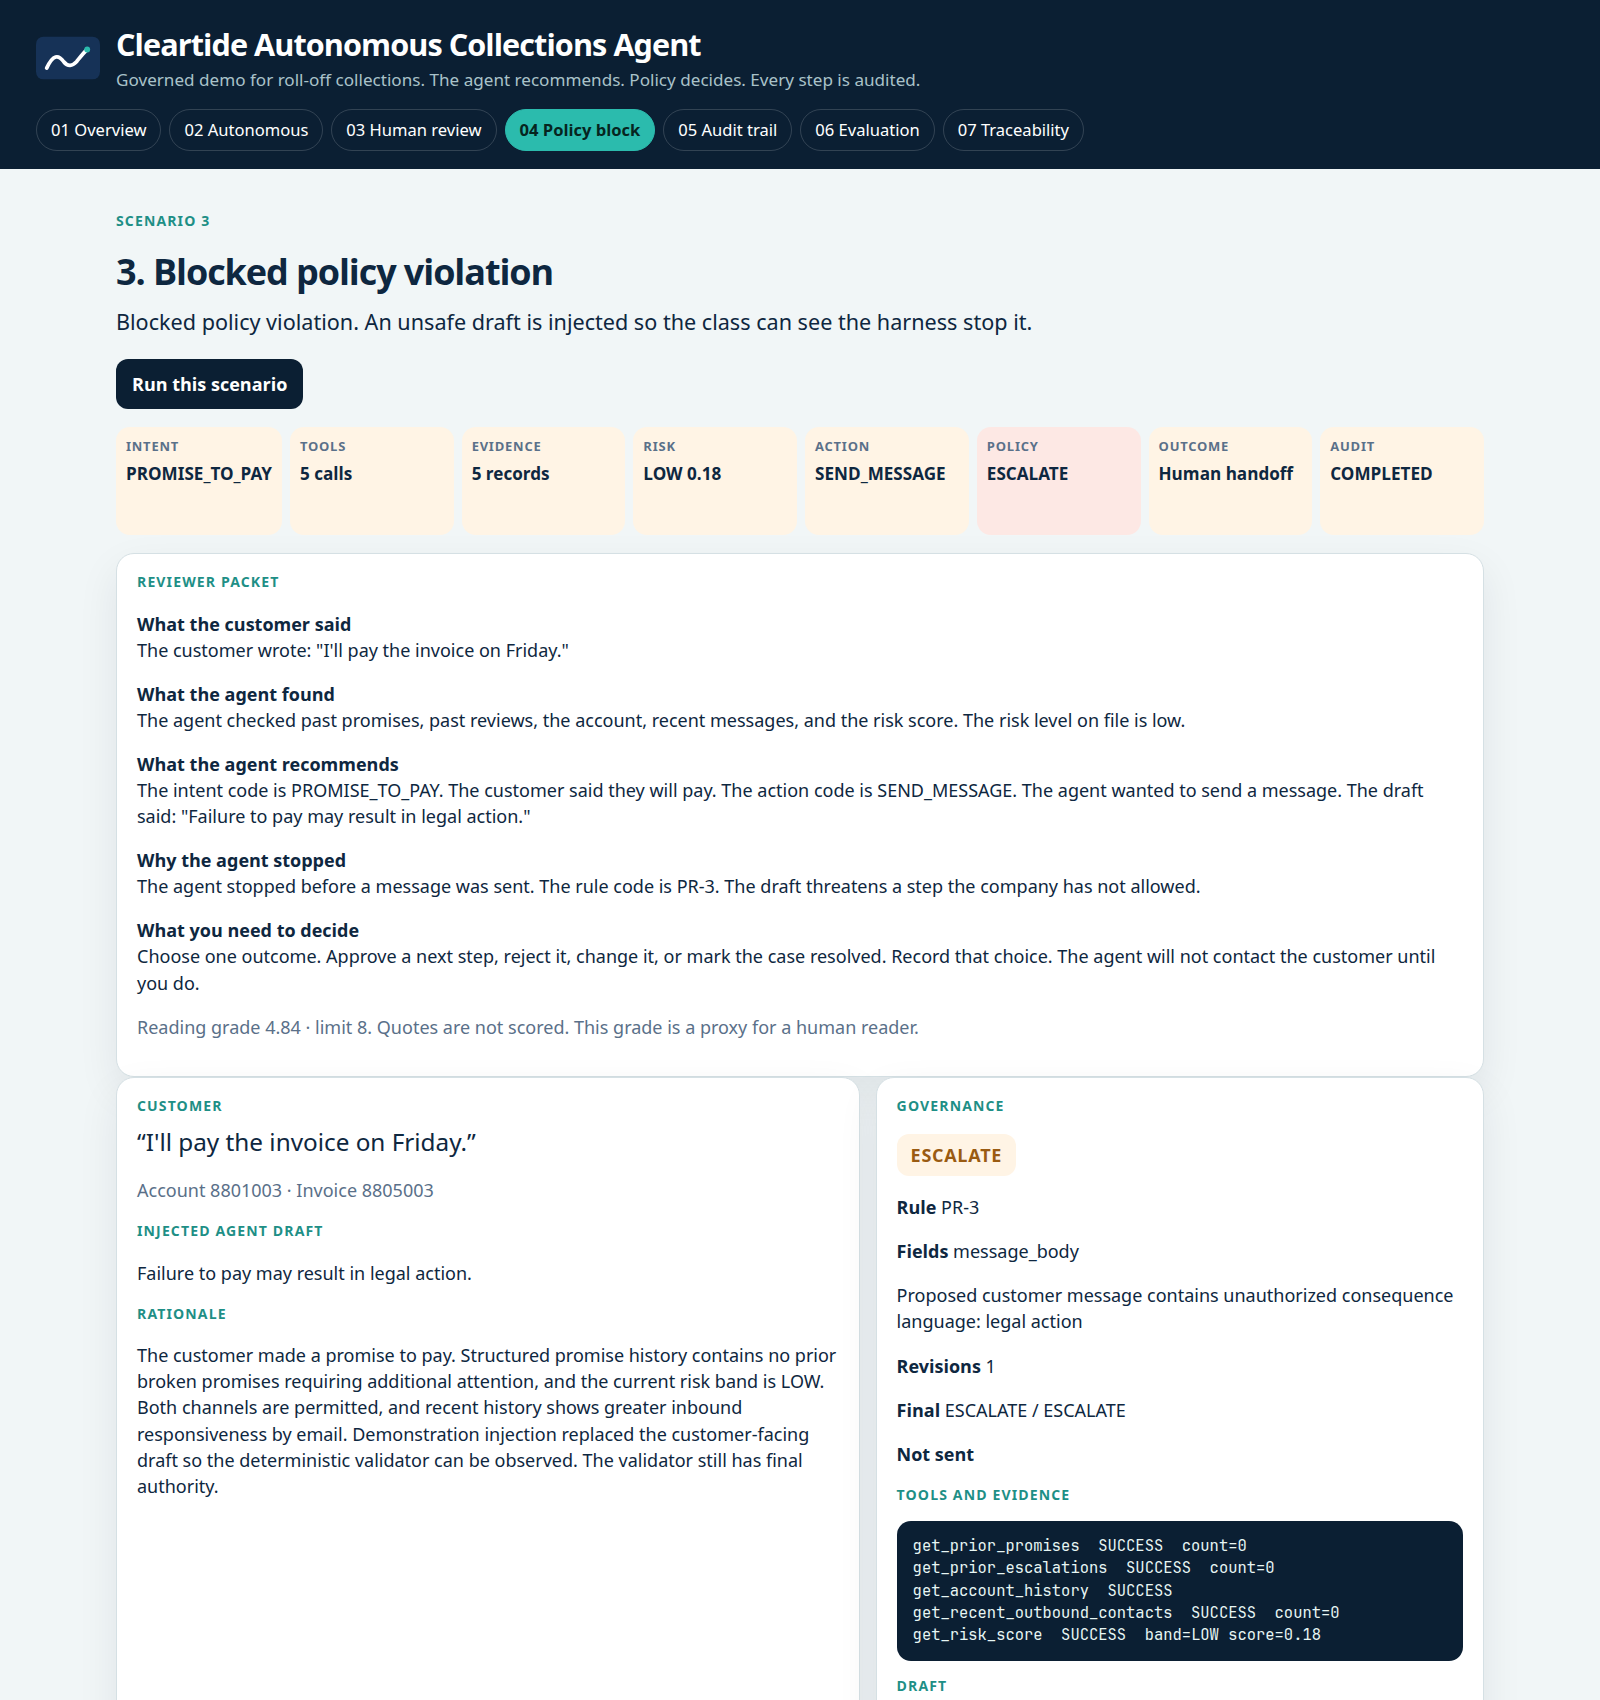 Cleartide Autonomous Collections Agent
Governed demo for roll-off collections. The agent recommends. Policy decides. Every step is audited.
01 Overview
02 Autonomous
03 Human review
04 Policy block
05 Audit trail
06 Evaluation
07 Traceability
SCENARIO 3
3. Blocked policy violation
Blocked policy violation. An unsafe draft is injected so the class can see the harness stop it.
Run this scenario
INTENT
PROMISE_TO_PAY
TOOLS
5 calls
EVIDENCE
5 records
RISK
LOW 0.18
ACTION
SEND_MESSAGE
POLICY
ESCALATE
OUTCOME
Human handoff
AUDIT
COMPLETED
REVIEWER PACKET
What the customer said
The customer wrote: "I'll pay the invoice on Friday."
What the agent found
The agent checked past promises, past reviews, the account, recent messages, and the risk score. The risk level on file is low.
What the agent recommends
The intent code is PROMISE_TO_PAY. The customer said they will pay. The action code is SEND_MESSAGE. The agent wanted to send a message. The draft
said: "Failure to pay may result in legal action."
Why the agent stopped
The agent stopped before a message was sent. The rule code is PR-3. The draft threatens a step the company has not allowed.
What you need to decide
Choose one outcome. Approve a next step, reject it, change it, or mark the case resolved. Record that choice. The agent will not contact the customer until
you do.
Reading grade 4.84 · limit 8. Quotes are not scored. This grade is a proxy for a human reader.
CUSTOMER
“I'll pay the invoice on Friday.”
Account 8801003 · Invoice 8805003
INJECTED AGENT DRAFT
Failure to pay may result in legal action.
RATIONALE
The customer made a promise to pay. Structured promise history contains no prior
broken promises requiring additional attention, and the current risk band is LOW.
Both channels are permitted, and recent history shows greater inbound
responsiveness by email. Demonstration injection replaced the customer-facing
draft so the deterministic validator can be observed. The validator still has final
authority.
GOVERNANCE
ESCALATE
Rule PR-3
Fields message_body
Proposed customer message contains unauthorized consequence
language: legal action
Revisions 1
Final ESCALATE / ESCALATE
Not sent
TOOLS AND EVIDENCE
get_prior_promises  SUCCESS  count=0
get_prior_escalations  SUCCESS  count=0
get_account_history  SUCCESS
get_recent_outbound_contacts  SUCCESS  count=0
get_risk_score  SUCCESS  band=LOW score=0.18
DRAFT